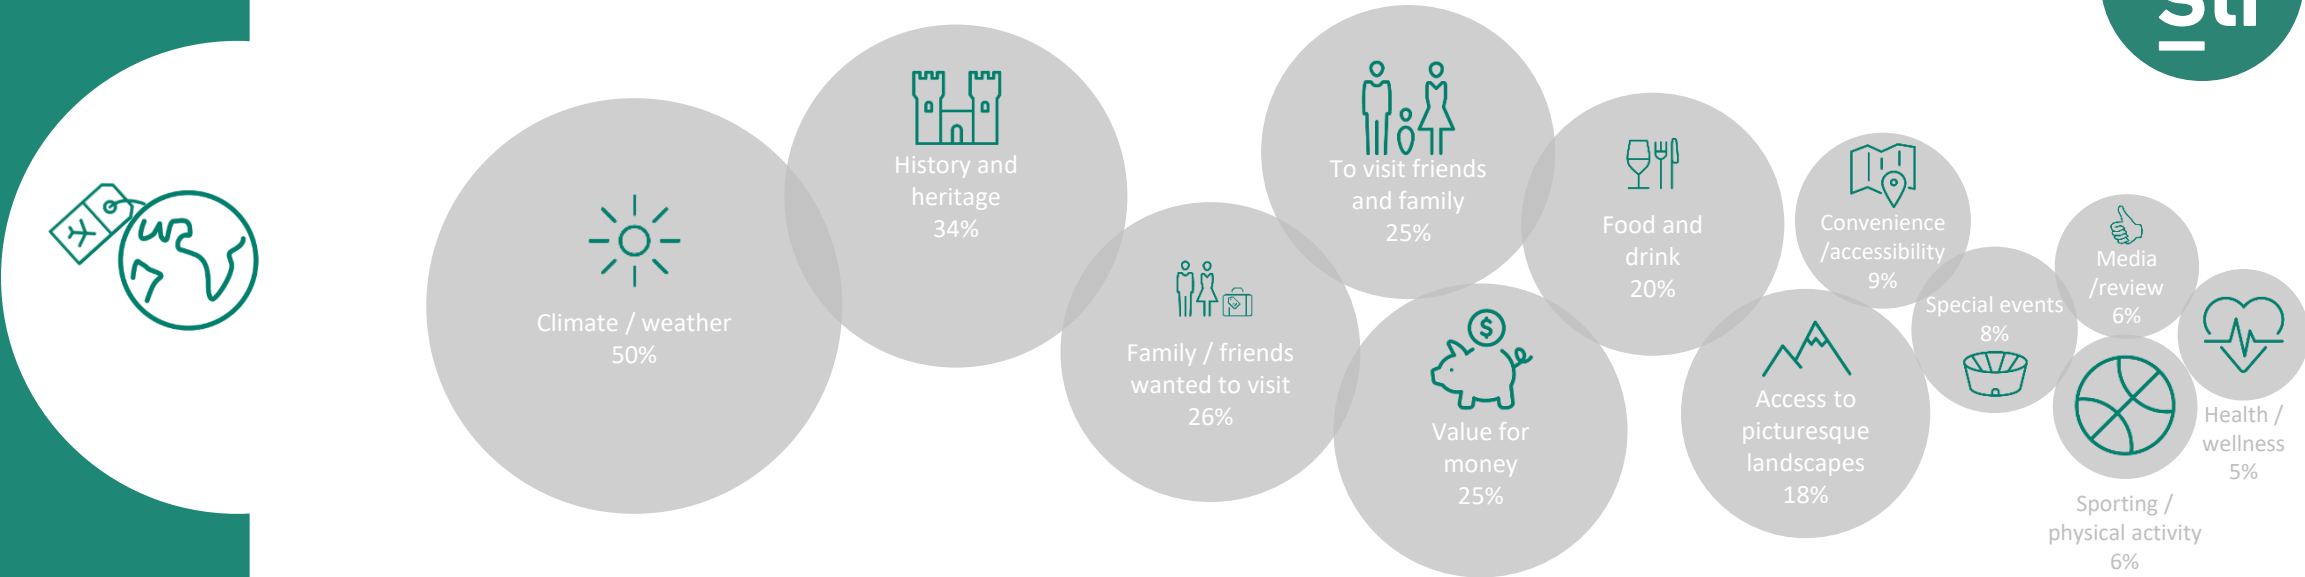 Climate / weather
50%
History and
heritage
34%
Family / friends
wanted to visit
26%
To visit friends
and family
25%
Value for
money
25%
Food and
drink
20%
Access to
picturesque
landscapes
18%
Convenience
/accessibility
9%
Special events
8%
Media
/review
6%
Sporting /
physical activity
6%
Health /
wellness
5%